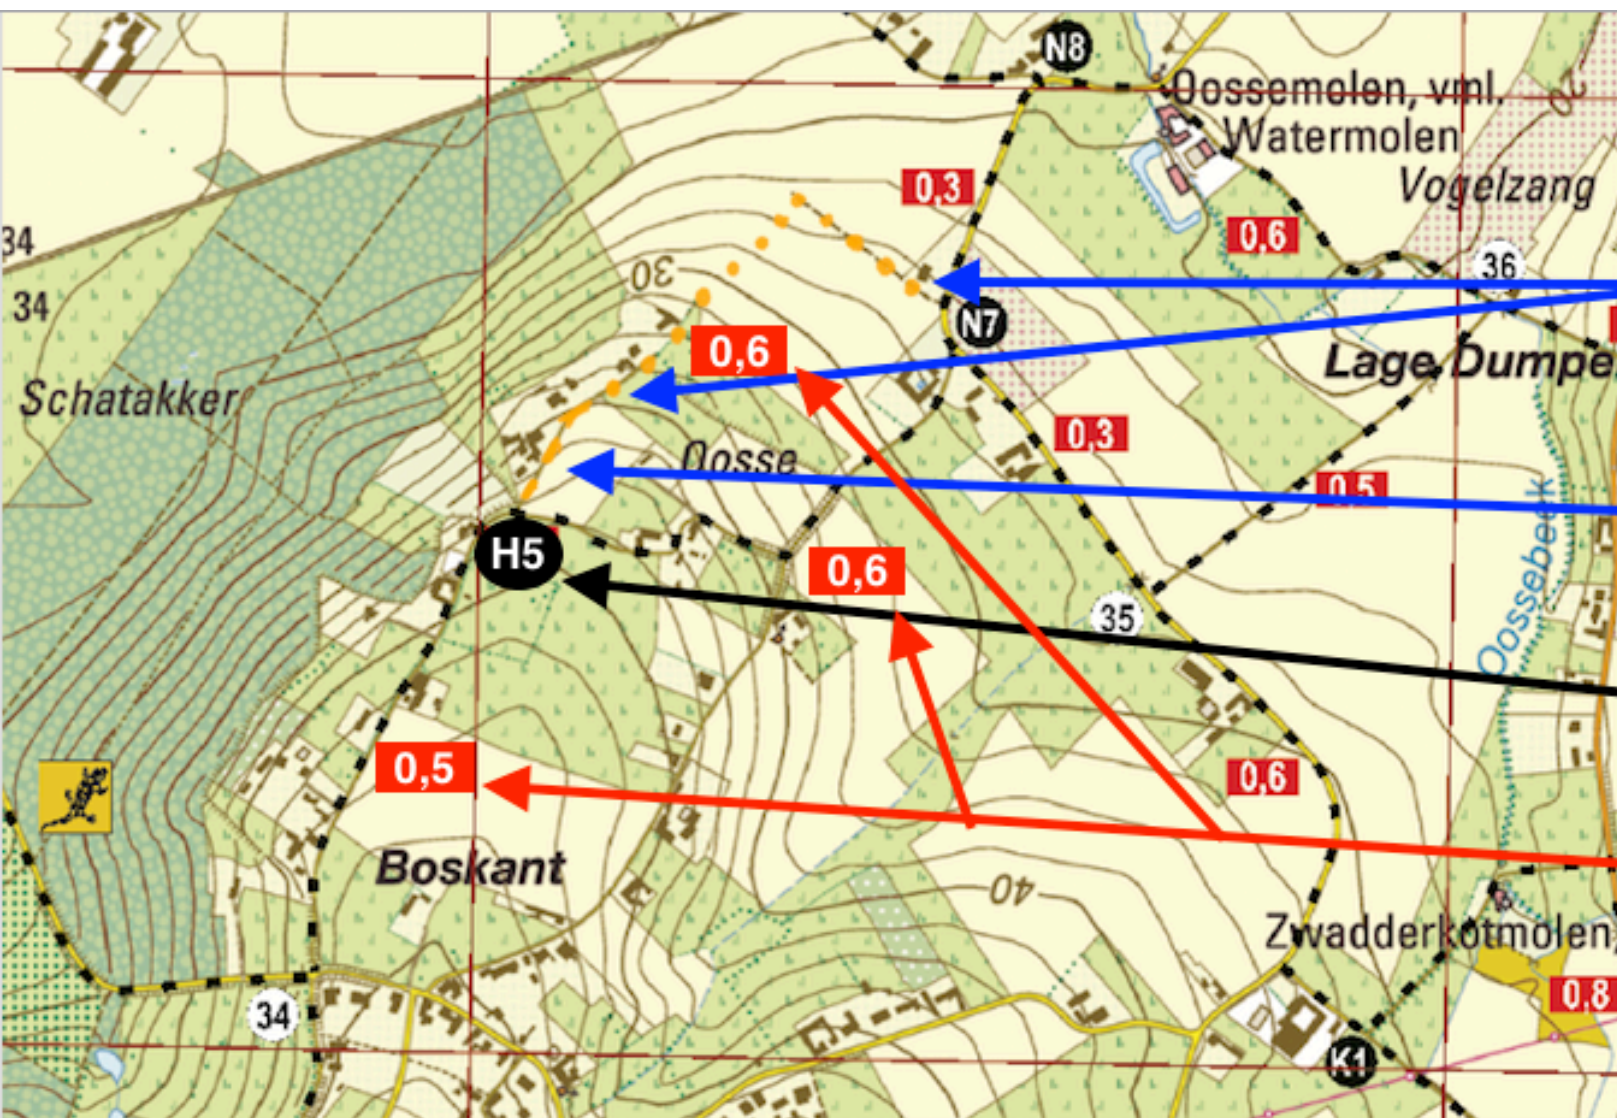 N8
Oossemolen, vml.
Watermolen
Vogelzang
20
0,3
34
0,6
36
30
34
N7
0,6
Lage Dumpe
Schatakker
0,3
Oosse
0,5
H5
0,6
Oossebeek
35
0,5
0,6
Boskant
40
Zwadderkotmolen
0,8
34
K1